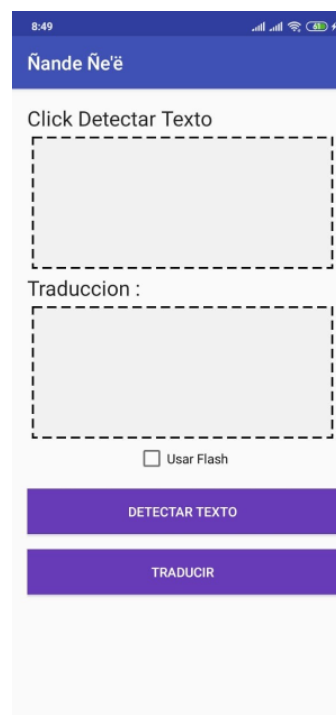 8:49
Ñande Ñe'ë
Click Detectar Texto
Traduccion :
Usar Flash
DETECTAR TEXTO
TRADUCIR